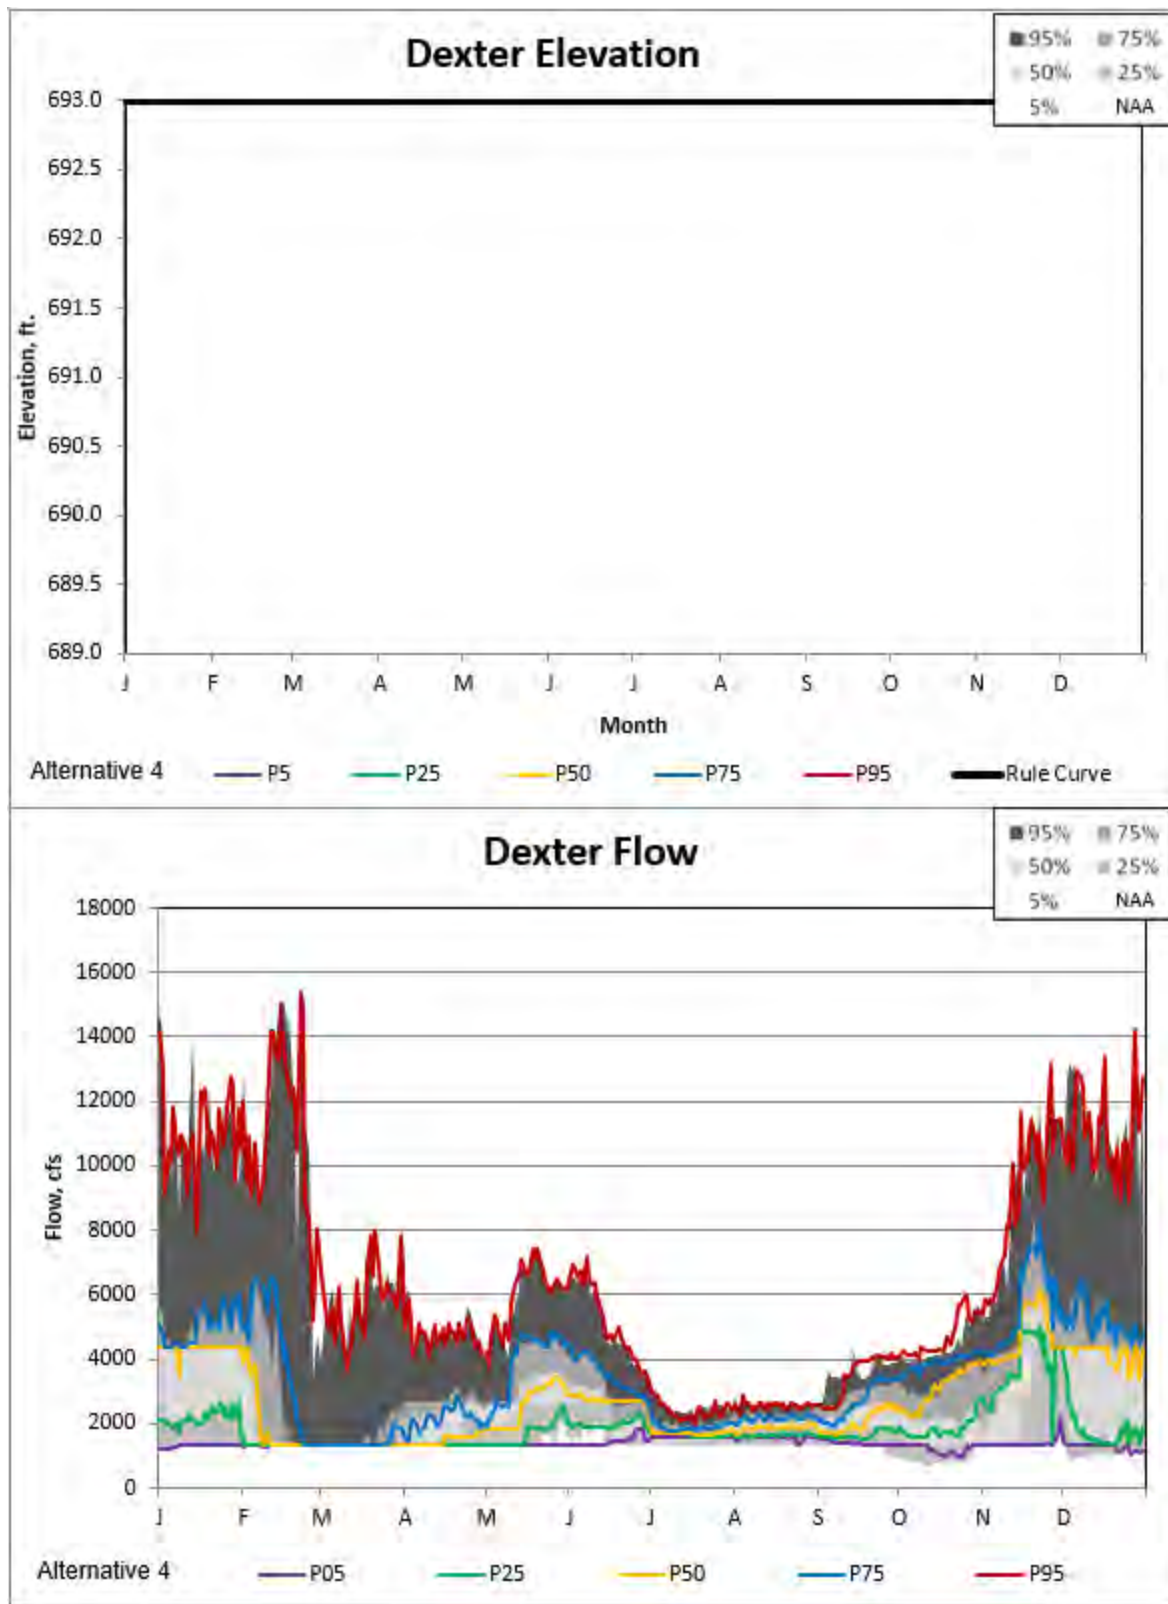 Dexter Elevation
95% 75%
50% 25%
5% NAA
693.0
692.5
692.0
691.5
691.0
690.5
690.0
689.5
689.0
Elevation, ft.
J F M A M J J A S O N D
Month
Alternative 4 P5 P25 P50 P75 P95 Rule Curve
Dexter Flow
95% 75%
50% 25%
5% NAA
18000
16000
14000
12000
10000
8000
6000
4000
2000
0
Flow, cfs
J F M A M J J A S O N D
Alternative 4 P05 P25 P50 P75 P95